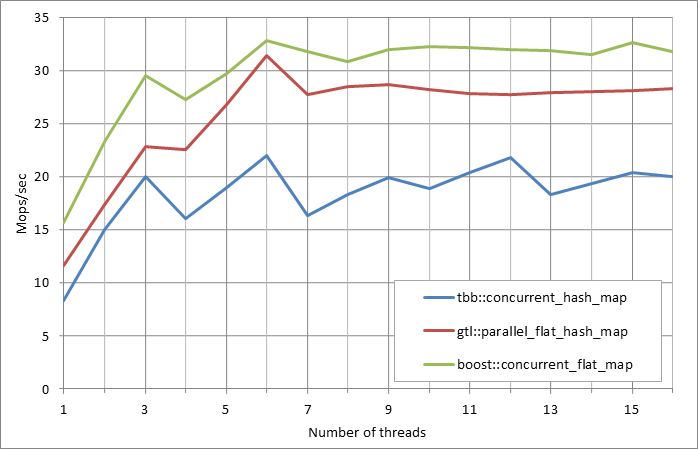 35
30
25
20
15
10
5
0
Mops/sec
tbb::concurrent_hash_map
gtl::parallel_flat_hash_map
boost::concurrent_flat_map
1 3 5 7 9 11 13 15
Number of threads